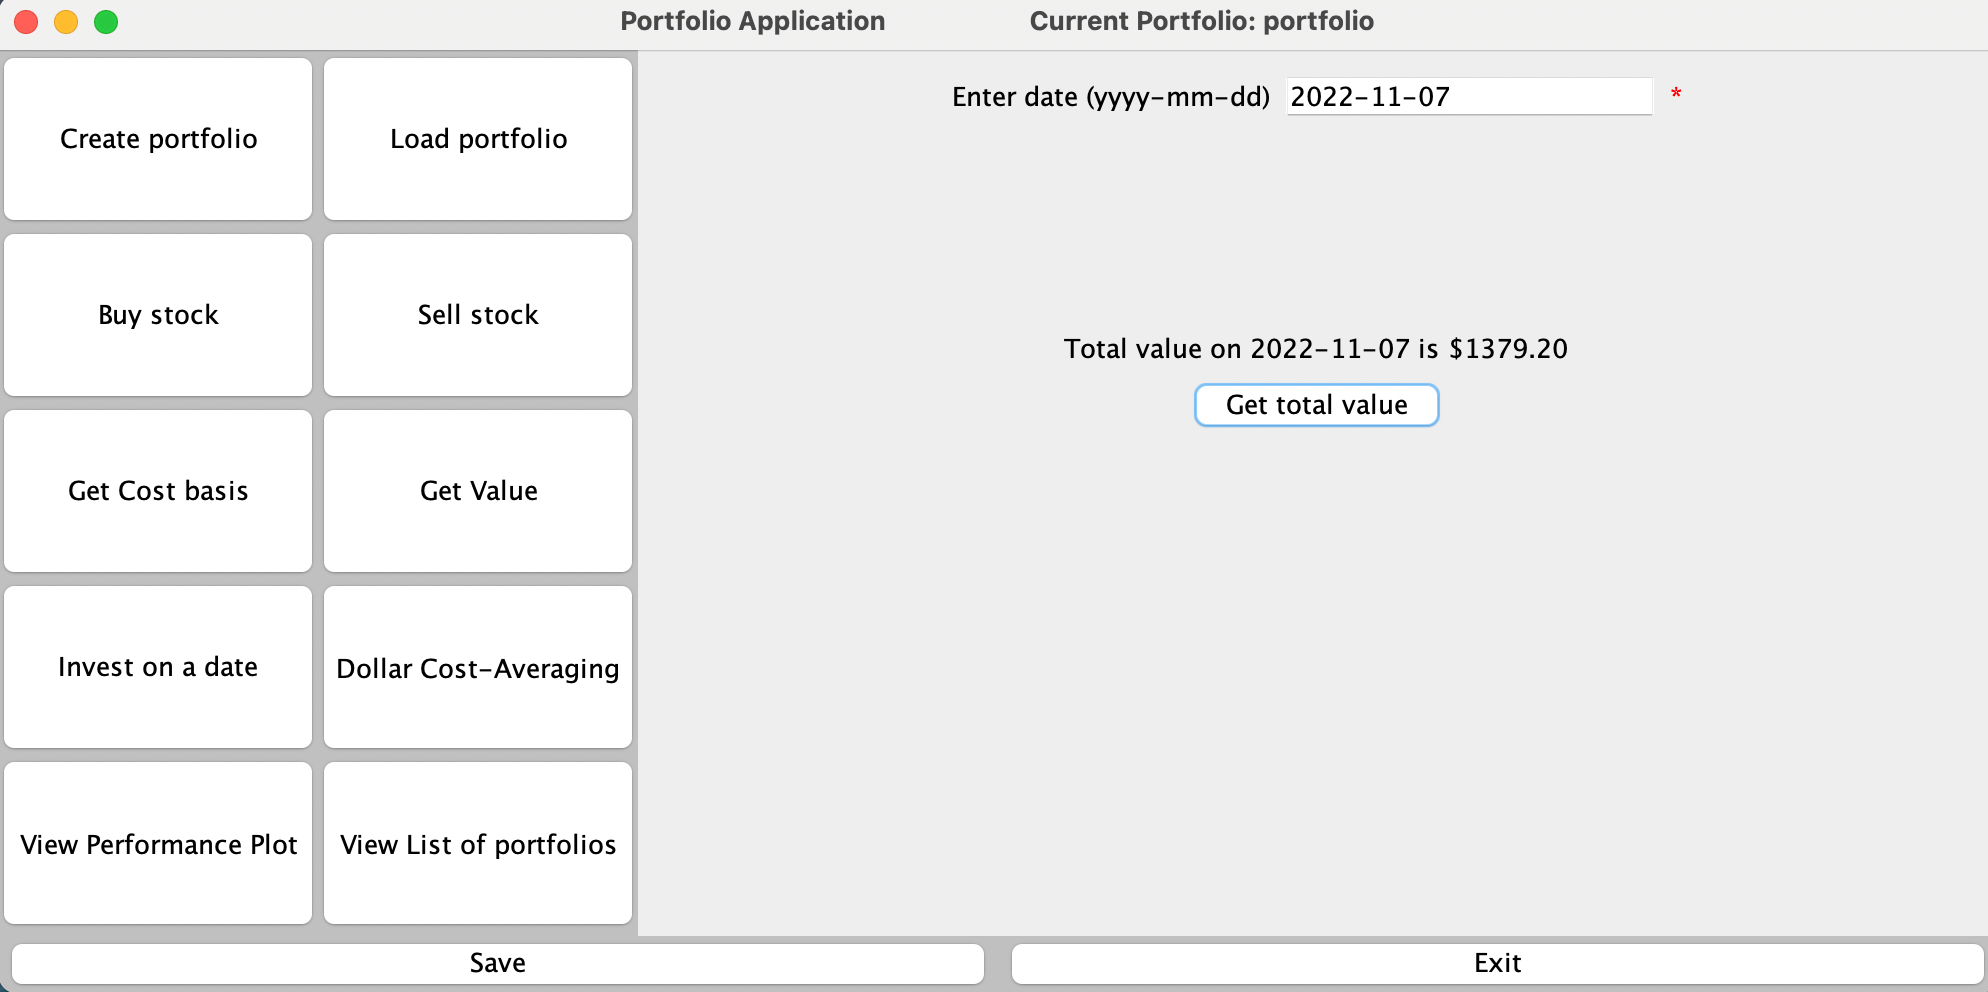 Portfolio Application Current Portfolio: portfolio
Create portfolio
Load portfolio
Buy stock
Sell stock
Get Cost basis
Get Value
Invest on a date
Dollar Cost-Averaging
View Performance Plot
View List of portfolios
Enter date (yyyy-mm-dd) 2022-11-07 *
Total value on 2022-11-07 is $1379.20
Get total value
Save
Exit